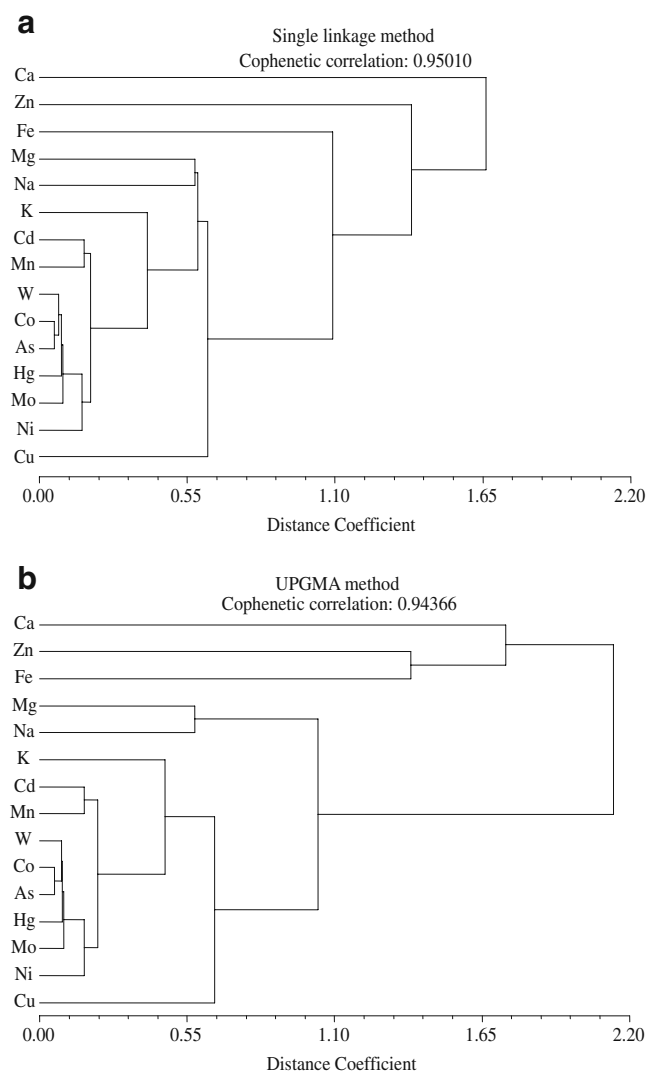 a
Single linkage method
Cophenetic correlation: 0.95010
Ca
Zn
Fe
Mg
Na
K
Cd
Mn
W
Co
As
Hg
Mo
Ni
Cu
0.00 0.55 1.10 1.65 2.20
Distance Coefficient
b
UPGMA method
Cophenetic correlation: 0.94366
Ca
Zn
Fe
Mg
Na
K
Cd
Mn
W
Co
As
Hg
Mo
Ni
Cu
0.00 0.55 1.10 1.65 2.20
Distance Coefficient